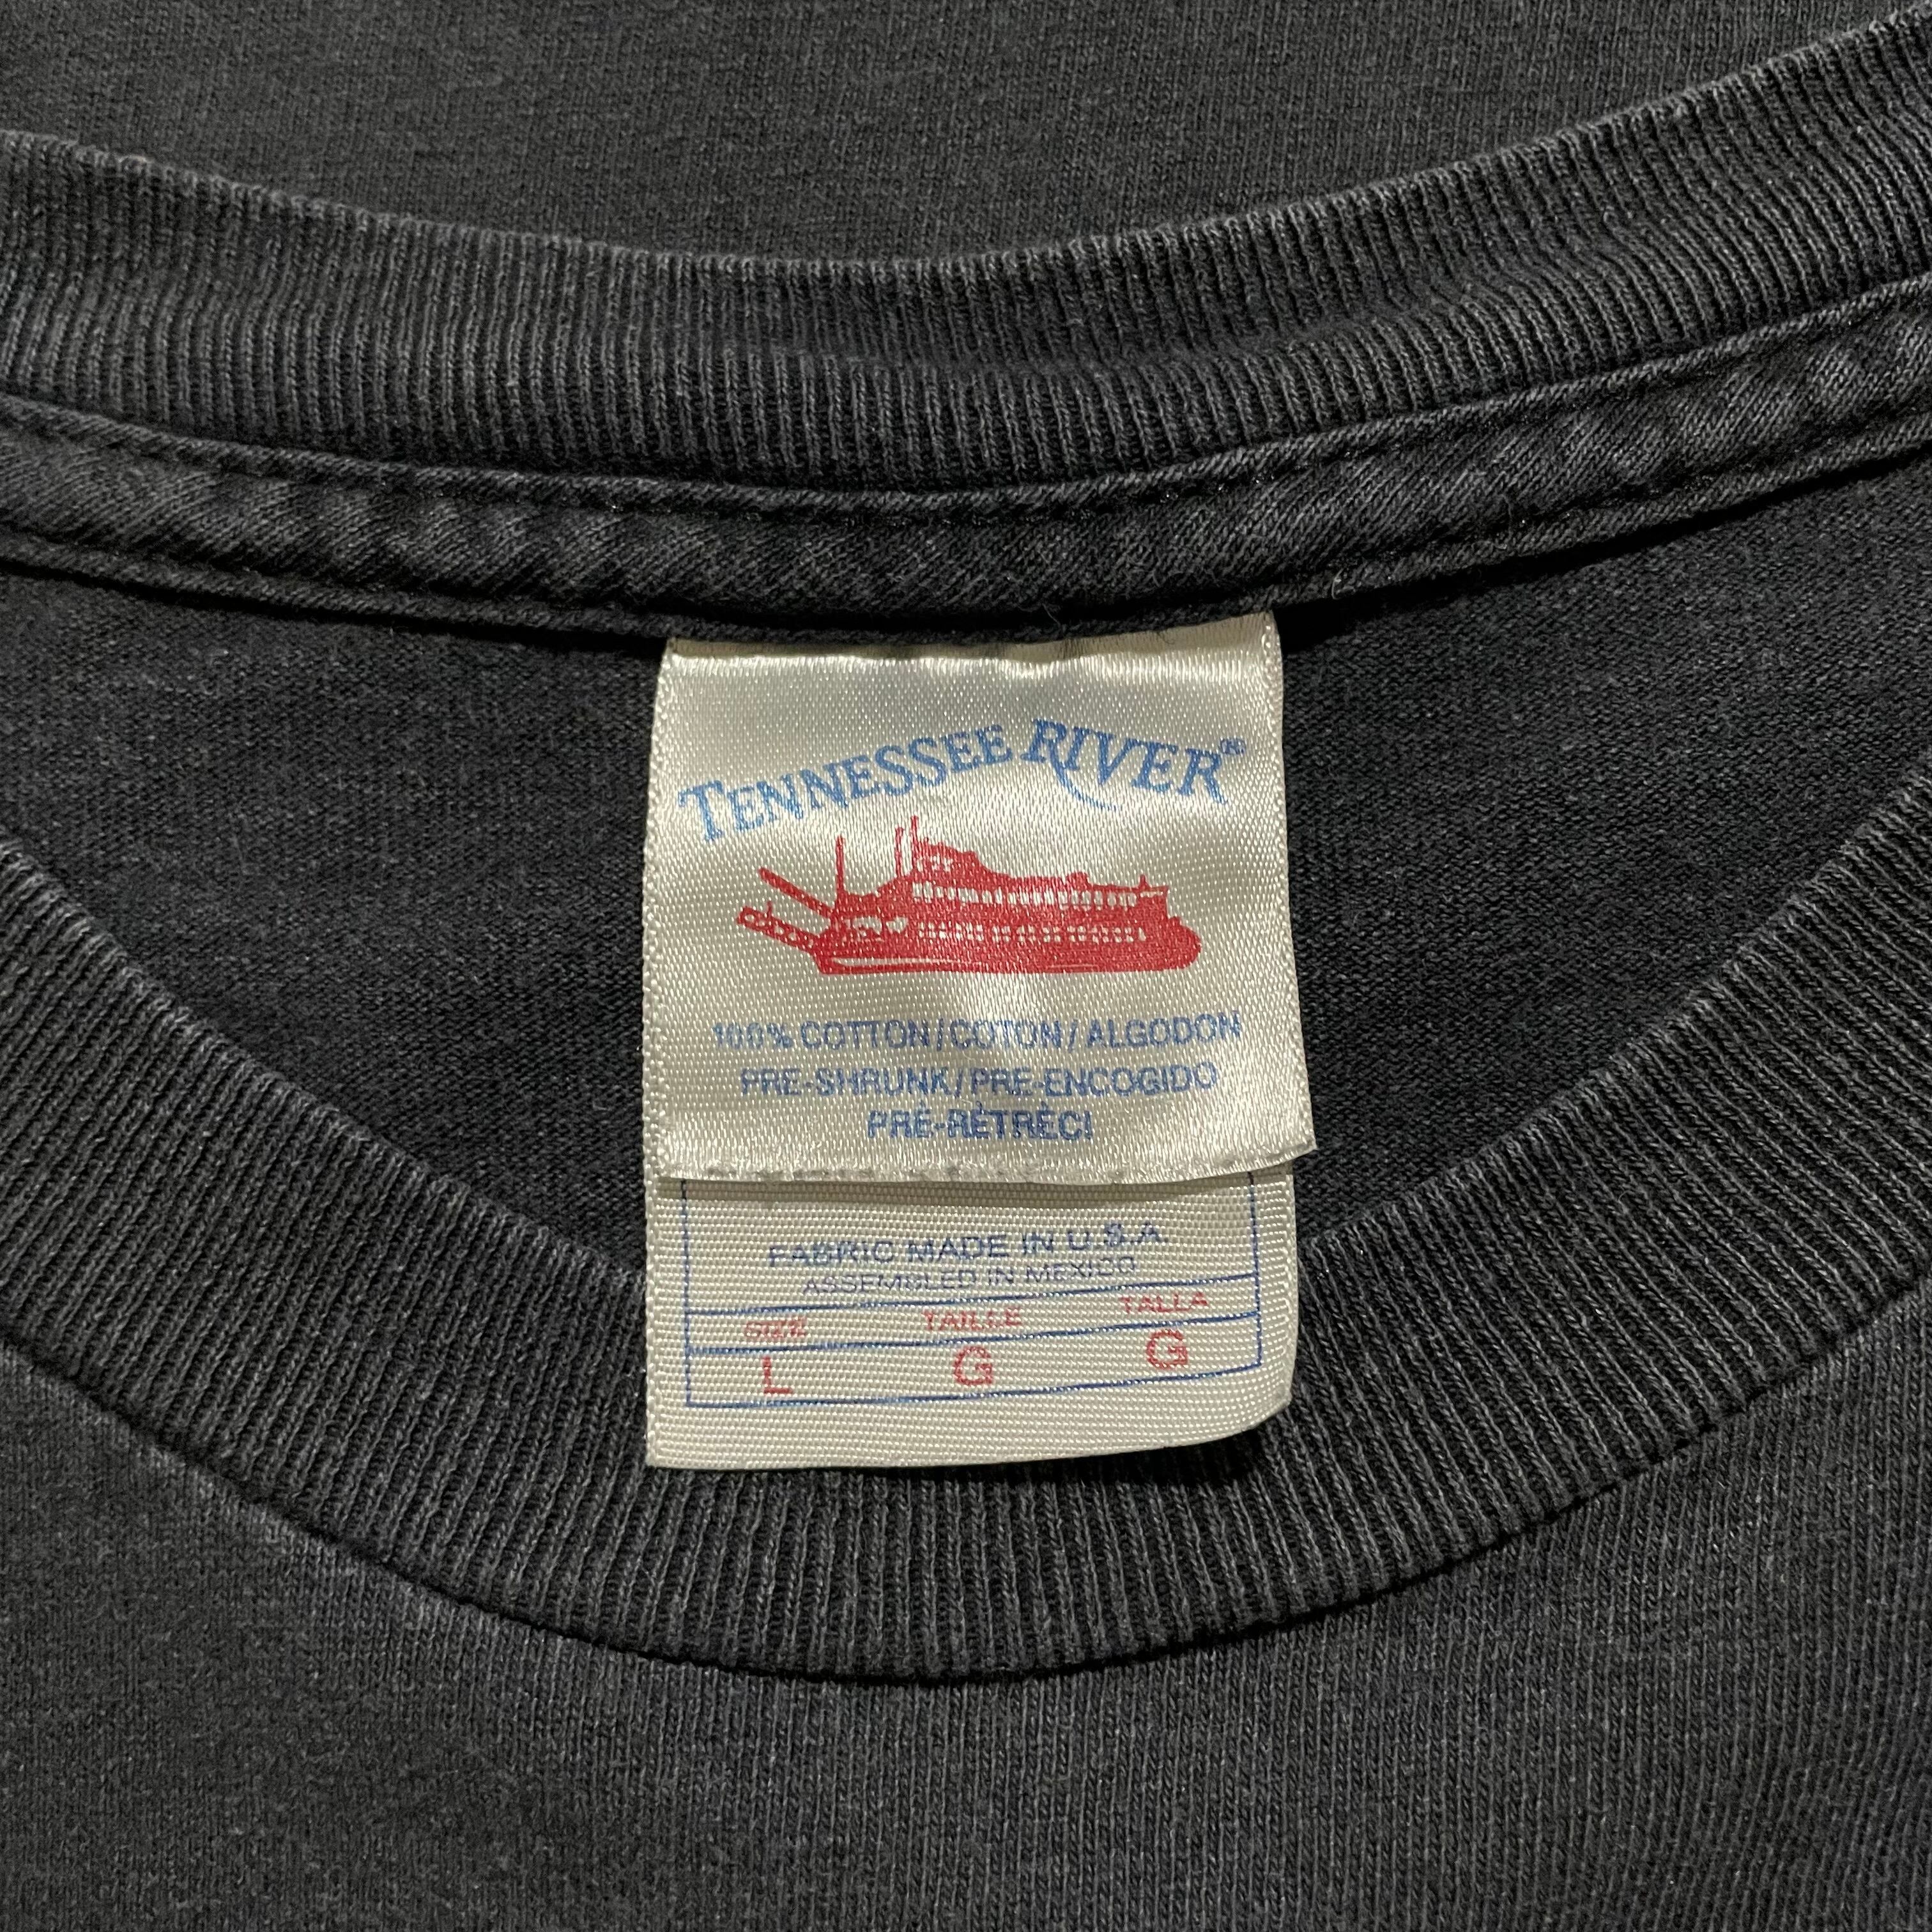 TENNESSEE RIVER®
100% COTTON/COTON/ALGODON
PRE-SHRUNK/PRE-ENCOGIDO
PRÉ-RÈTRÈCI
FABRIC MADE IN U.S.A.
ASSEMBLED IN MEXICO
SIZE TAILLE TALLA
L G G